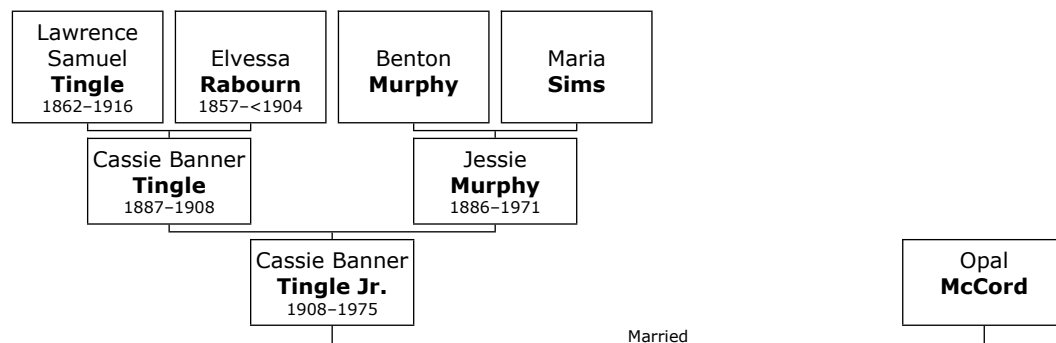 Lawrence
Samuel
Tingle
1862–1916
Elvessa
Rabourn
1857–<1904
Benton
Murphy
Maria
Sims
Cassie Banner
Tingle
1887–1908
Jessie
Murphy
1886–1971
Cassie Banner
Tingle Jr.
1908–1975
Opal
McCord
Married